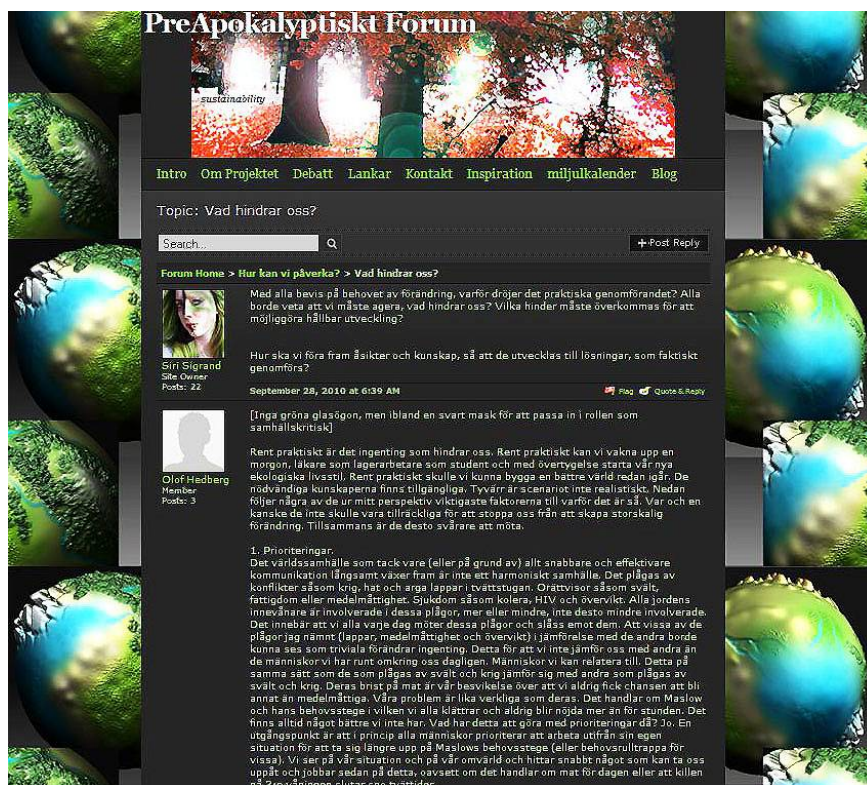 PreApokalyptiskt Forum
sustainability
Intro Om Projektet Debatt Lankar Kontakt Inspiration miljulkalender Blog
Topic: Vad hindrar oss?
Search...
+Post Reply
Forum Home > Hur kan vi påverka? > Vad hindrar oss?
Siri Sigrand
Site Owner
Posts: 22
Med alla bevis på behovet av förändring, varför dröjer det praktiska genomförandet? Alla
borde veta att vi måste agera, vad hindrar oss? Vilka hinder måste överkommas för att
möjliggöra hållbar utveckling?
Hur ska vi föra fram åsikter och kunskap, så att de utvecklas till lösningar, som faktiskt
genomförs?
September 28, 2010 at 6:39 AM
Flag Quote & Reply
Olof Hedberg
Member
Posts: 3
[Inga gröna glasögon, men ibland en svart mask för att passa in i rollen som
samhällskritisk]
Rent praktiskt är det ingenting som hindrar oss. Rent praktiskt kan vi vakna upp en
morgon, läkare som lagerarbetare som student och med övertygelse starta vår nya
ekologiska livsstil. Rent praktiskt skulle vi kunna bygga en bättre värld redan igår. De
nödvändiga kunskaperna finns tillgängliga. Tyvärr är scenariot inte realistiskt. Nedan
följer några av de ur mitt perspektiv viktigaste faktorerna till varför det är så. Var och en
kanske de inte skulle vara tillräckliga för att stoppa oss från att skapa storskalig
förändring. Tillsammans är de desto svårare att möta.
1. Prioriteringar.
Det världssamhälle som tack vare (eller på grund av) allt snabbare och effektivare
kommunikation långsamt växer fram är inte ett harmoniskt samhälle. Det plågas av
konflikter såsom krig, hat och arga lappar i tvättstugan. Orättvisor såsom svält,
fattigdom eller medelmåttighet. Sjukdom såsom kolera, HIV och övervikt. Alla jordens
innevånare är involverade i dessa plågor, mer eller mindre, inte desto mindre involverade.
Det innebär att vi alla varje dag möter dessa plågor och slåss emot dem. Att vissa av de
plågor jag nämnt (lappar, medelmåttighet och övervikt) i jämförelse med de andra borde
kunna ses som triviala förändrar ingenting. Detta för att vi inte jämför oss med andra än
de människor vi har runt omkring oss dagligen. Människor vi kan relatera till. Detta på
samma sätt som de som plågas av svält och krig jämför sig med andra som plågas av
svält och krig. Deras brist på mat är vår besvikelse över att vi aldrig fick chansen att bli
annat än medelmåttiga. Våra problem är lika verkliga som deras. Det handlar om Maslow
och hans behovsstege i vilken vi alla klättrar och aldrig blir nöjda mer än för stunden. Det
finns alltid något bättre vi inte har. Vad har detta att göra med prioriteringar då? Jo. En
utgångspunkt är att i princip alla människor prioriterar att arbeta utifrån sin egen
situation för att ta sig längre upp på Maslows behovsstege (eller behovsrulltrappa för
vissa). Vi ser på vår situation och på vår omvärld och hittar snabbt något som kan ta oss
uppåt och jobbar sedan på detta, oavsett om det handlar om mat för dagen eller att killen